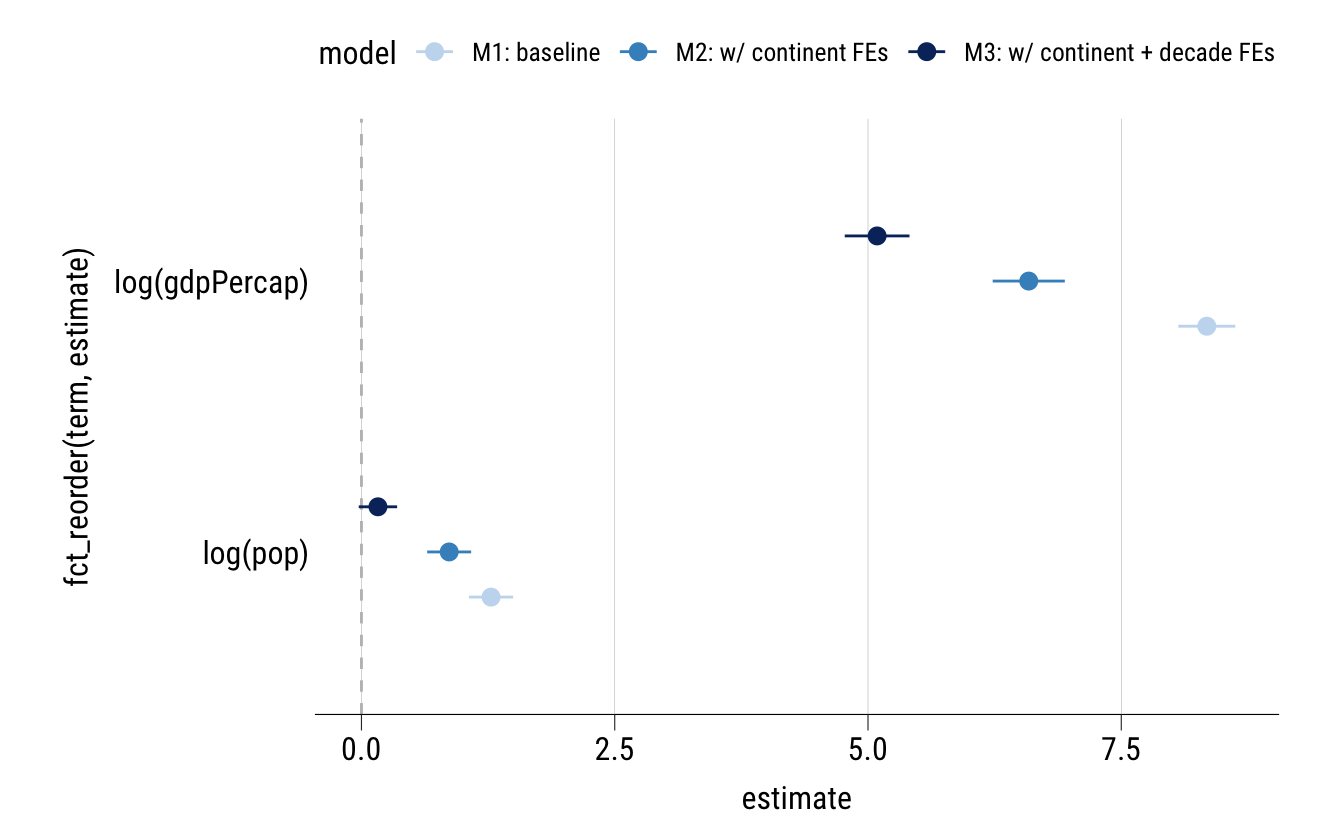 model M1: baseline M2: w/ continent FEs M3: w/ continent + decade FEs
fct_reorder(term, estimate)
log(gdpPercap)
log(pop)
0.0 2.5 5.0 7.5
estimate